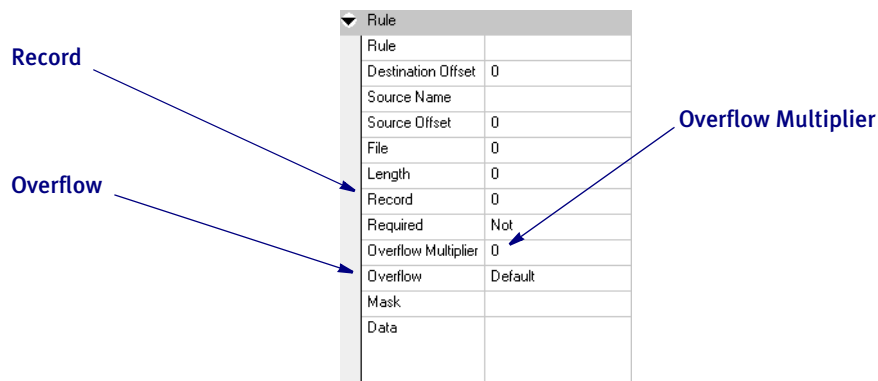 Rule
Rule
Record
Destination Offset 0
Source Name
Source Offset 0
Overflow Multiplier
File 0
Length 0
Overflow
Record 0
Required Not
Overflow Multiplier 0
Overflow Default
Mask
Data